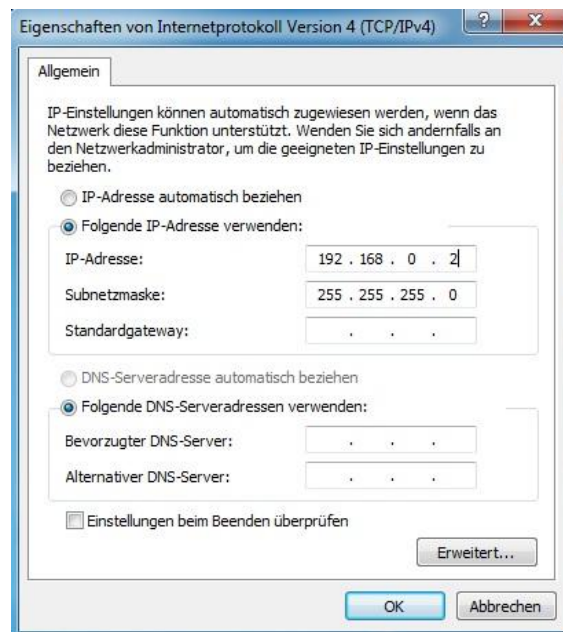 Eigenschaften von Internetprotokoll Version 4 (TCP/IPv4)
? X
Allgemein
IP-Einstellungen können automatisch zugewiesen werden, wenn das
Netzwerk diese Funktion unterstützt. Wenden Sie sich andernfalls an
den Netzwerkadministrator, um die geeigneten IP-Einstellungen zu
beziehen.
IP-Adresse automatisch beziehen
Folgende IP-Adresse verwenden:
IP-Adresse: 192 . 168 . 0 . 2
Subnetzmaske: 255 . 255 . 255 . 0
Standardgateway: . . .
DNS-Serveradresse automatisch beziehen
Folgende DNS-Serveradressen verwenden:
Bevorzugter DNS-Server: . . .
Alternativer DNS-Server: . . .
Einstellungen beim Beenden überprüfen
Erweitert...
OK Abbrechen